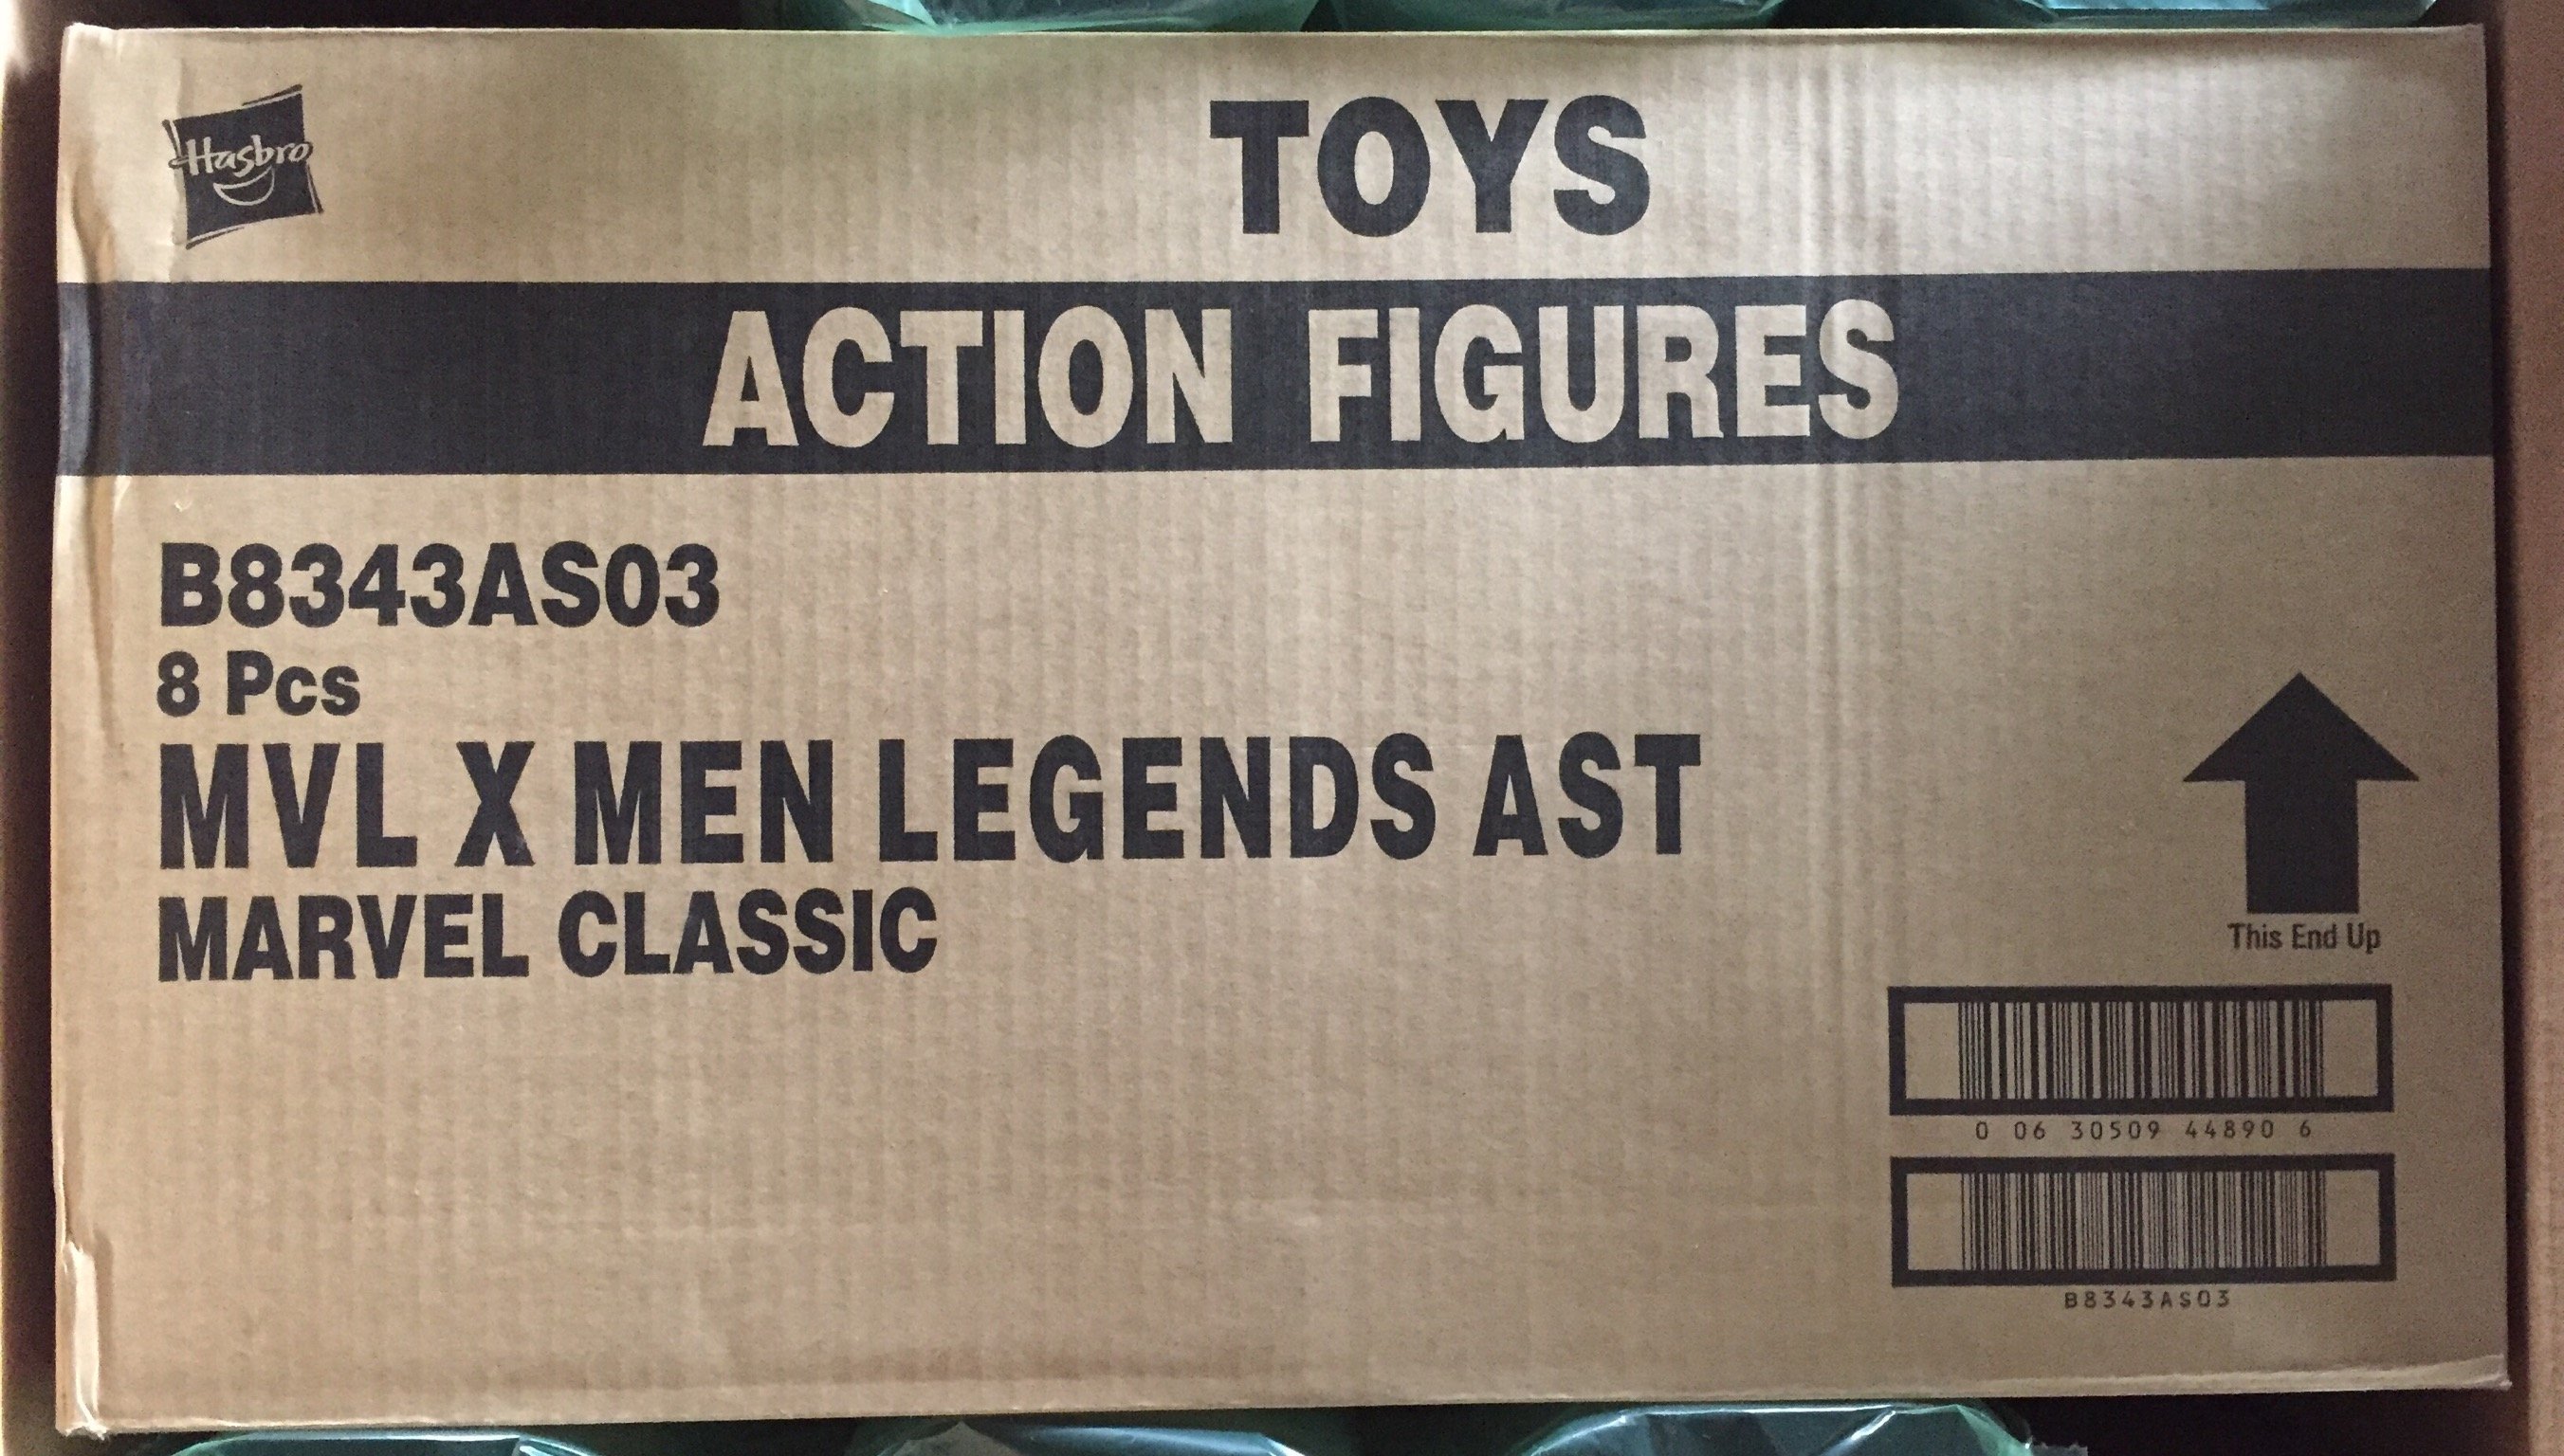 Hasbro
TOYS
ACTION FIGURES
B8343AS03
8 Pcs
MVL X MEN LEGENDS AST
MARVEL CLASSIC
This End Up
0 06 30509 44890 6
B8343AS03